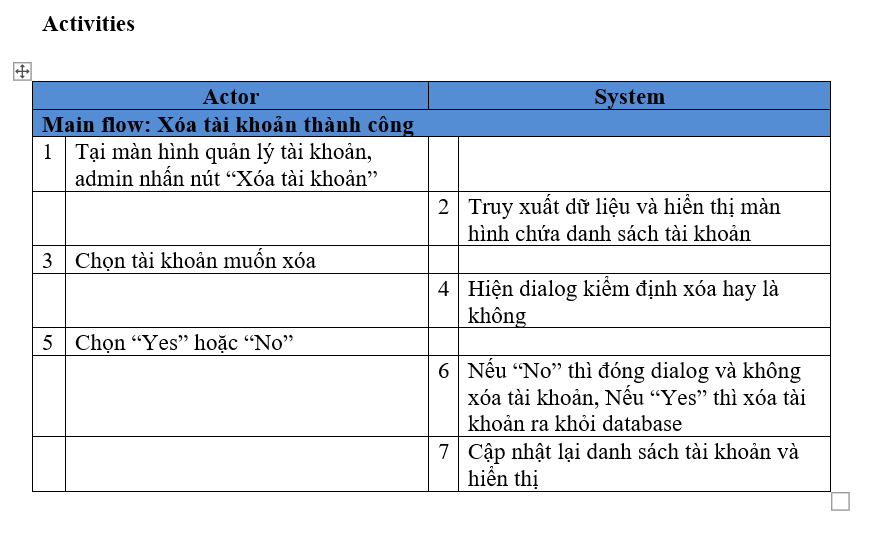 Activities
Actor System
Main flow: Xóa tài khoản thành công
1 Tại màn hình quản lý tài khoản,
admin nhấn nút “Xóa tài khoản”
2 Truy xuất dữ liệu và hiển thị màn
hình chứa danh sách tài khoản
3 Chọn tài khoản muốn xóa
4 Hiện dialog kiểm định xóa hay là
không
5 Chọn “Yes” hoặc “No”
6 Nếu “No” thì đóng dialog và không
xóa tài khoản, Nếu “Yes” thì xóa tài
khoản ra khỏi database
7 Cập nhật lại danh sách tài khoản và
hiển thị